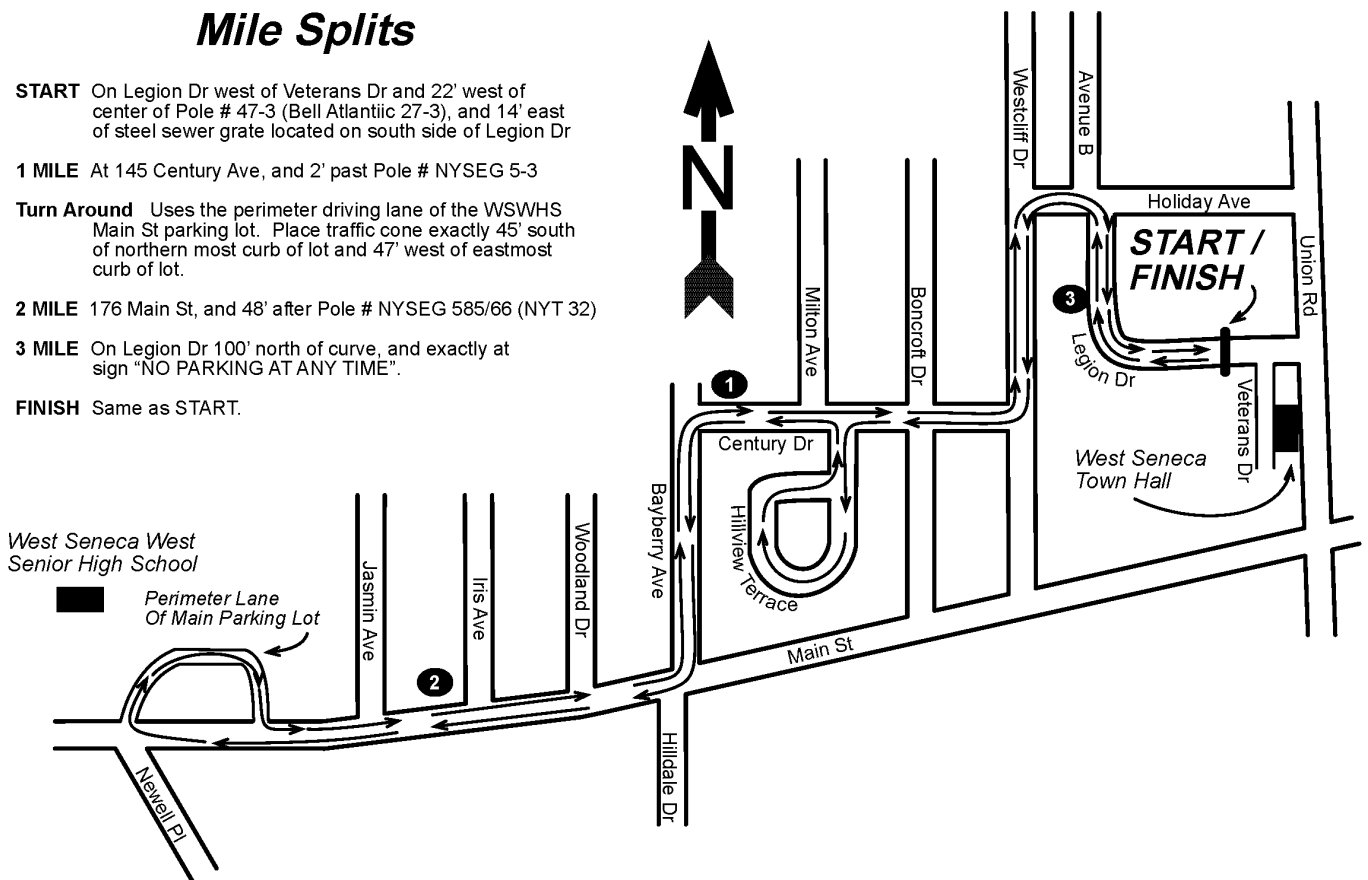 Mile Splits
START On Legion Dr west of Veterans Dr and 22' west of
center of Pole # 47-3 (Bell Atlantiic 27-3), and 14' east
of steel sewer grate located on south side of Legion Dr
1 MILE At 145 Century Ave, and 2' past Pole # NYSEG 5-3
Turn Around Uses the perimeter driving lane of the WSWHS
Main St parking lot. Place traffic cone exactly 45' south
of northern most curb of lot and 47' west of eastmost
curb of lot.
2 MILE 176 Main St, and 48' after Pole # NYSEG 585/66 (NYT 32)
3 MILE On Legion Dr 100' north of curve, and exactly at
sign “NO PARKING AT ANY TIME”.
FINISH Same as START.
N
Westcliff Dr
Avenue B
Holiday Ave
START /
FINISH
Union Rd
3
Legion Dr
Veterans Dr
West Seneca
Town Hall
Milton Ave
Boncroft Dr
1
Century Dr
Hillview Terrace
Bayberry Ave
Woodland Dr
Iris Ave
Jasmin Ave
West Seneca West
Senior High School
Perimeter Lane
Of Main Parking Lot
2
Main St
Hilldale Dr
Newell Pl